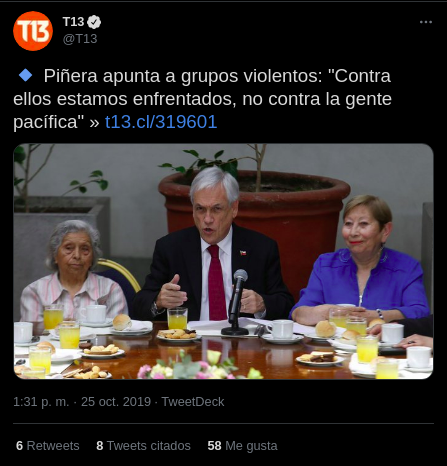 T13
T13
@T13
🔹 Piñera apunta a grupos violentos: "Contra
ellos estamos enfrentados, no contra la gente
pacífica" » t13.cl/319601
1:31 p. m. · 25 oct. 2019 · TweetDeck
6 Retweets 8 Tweets citados 58 Me gusta